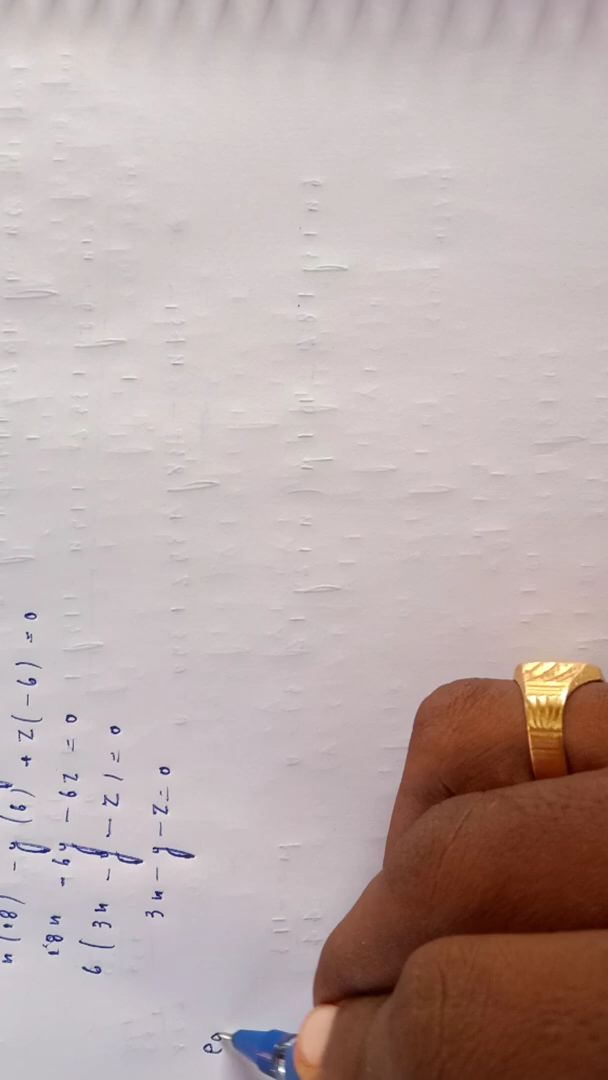 x(18) - y(6) + z(-6) = 0
18x - 6y - 6z = 0
6(3x - y - z) = 0
3x - y - z = 0
eq